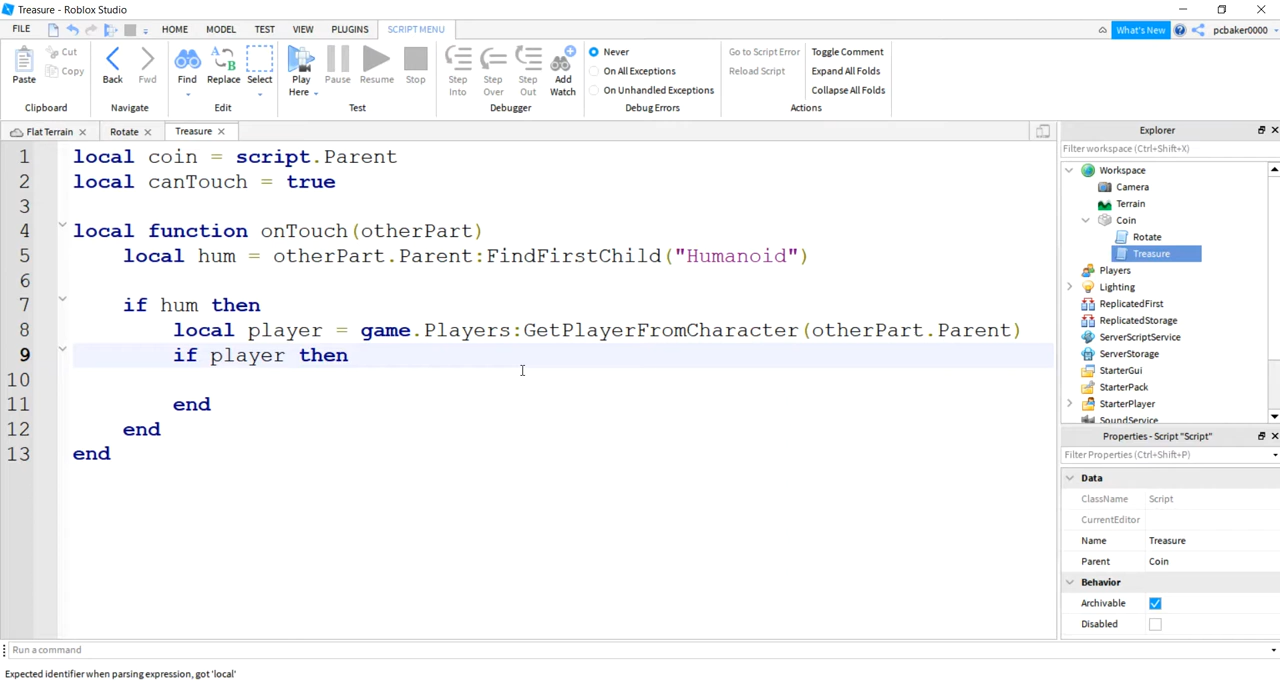 Treasure - Roblox Studio
FILE HOME MODEL TEST VIEW PLUGINS SCRIPT MENU What's New pcbaker0000
Paste Cut Copy Back Fwd Find Replace Select Play Here Pause Resume Stop Step Into Step Over Step Out Add Watch Never On All Exceptions On Unhandled Exceptions Go to Script Error Reload Script Toggle Comment Expand All Folds Collapse All Folds
Clipboard Navigate Edit Test Debugger Debug Errors Actions
Flat Terrain Rotate Treasure
1 local coin = script.Parent
2 local canTouch = true
3
4 local function onTouch(otherPart)
5 local hum = otherPart.Parent:FindFirstChild("Humanoid")
6
7 if hum then
8 local player = game.Players:GetPlayerFromCharacter(otherPart.Parent)
9 if player then
10
11 end
12 end
13 end
Explorer
Filter workspace (Ctrl+Shift+X)
Workspace
Camera
Terrain
Coin
Rotate
Treasure
Players
Lighting
ReplicatedFirst
ReplicatedStorage
ServerScriptService
ServerStorage
StarterGui
StarterPack
StarterPlayer
SoundService
Properties - Script "Script"
Filter Properties (Ctrl+Shift+P)
Data
ClassName Script
CurrentEditor
Name Treasure
Parent Coin
Behavior
Archivable
Disabled
Run a command
Expected identifier when parsing expression, got 'local'